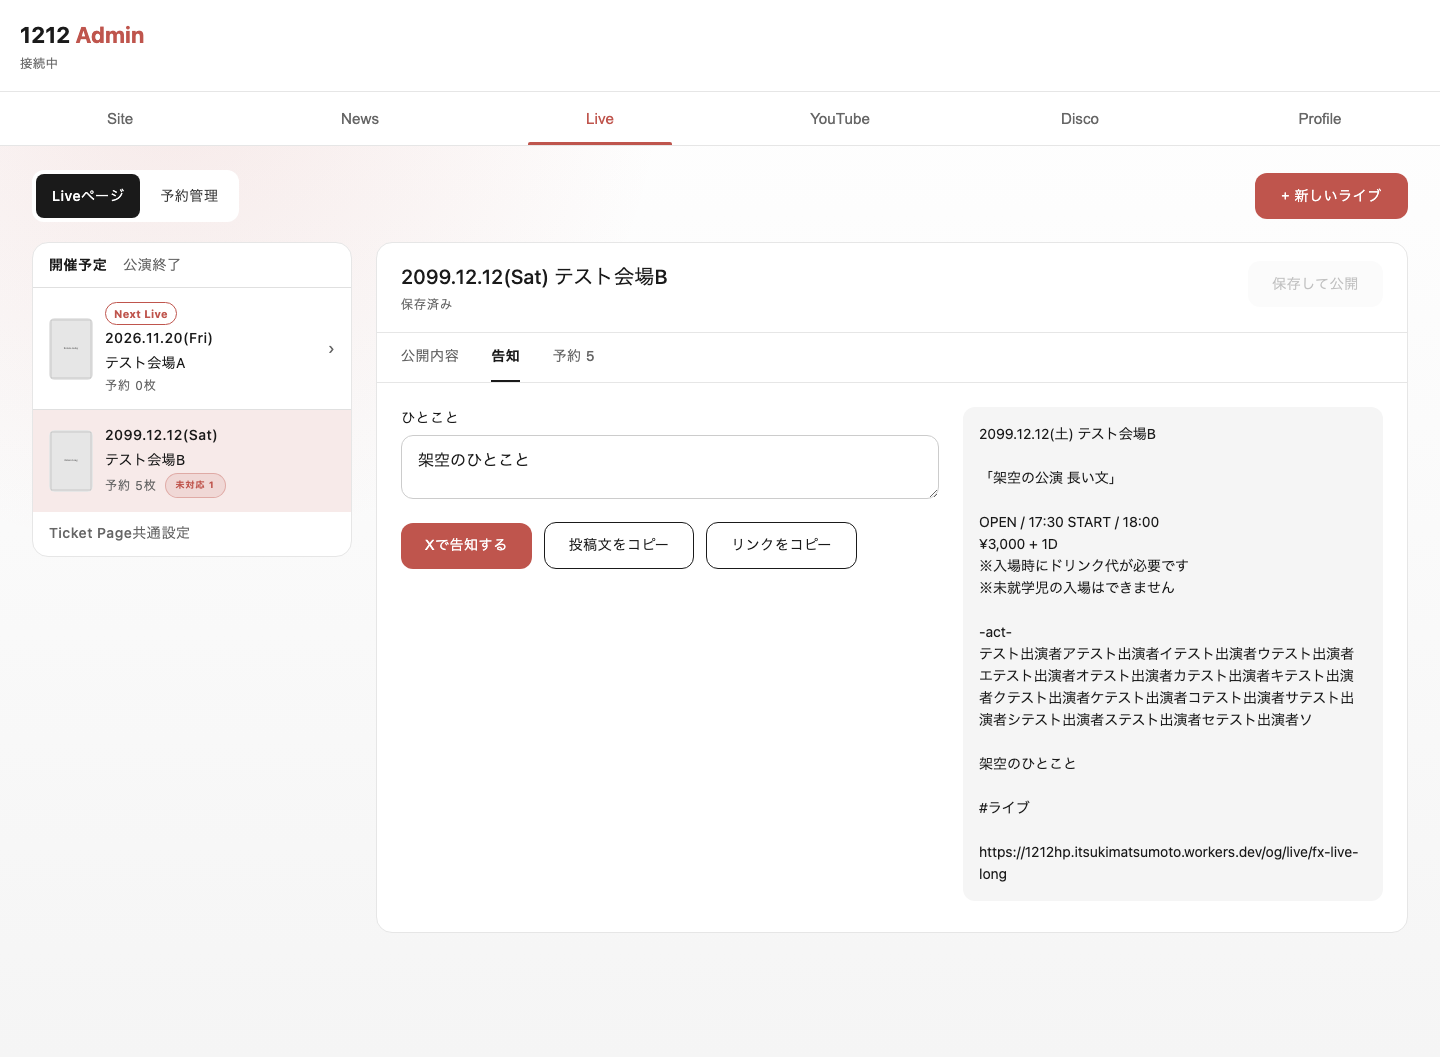 1212 Admin
接続中
Site
News
Live
YouTube
Disco
Profile
Liveページ
予約管理
+ 新しいライブ
開催予定
公演終了
Next Live
2026.11.20(Fri)
テスト会場A
予約 0枚
2099.12.12(Sat)
テスト会場B
予約 5枚
未対応 1
Ticket Page共通設定
2099.12.12(Sat) テスト会場B
保存済み
保存して公開
公開内容
告知
予約 5
ひとこと
架空のひとこと
Xで告知する
投稿文をコピー
リンクをコピー
2099.12.12(土) テスト会場B
「架空の公演 長い文」
OPEN / 17:30 START / 18:00
¥3,000 + 1D
※入場時にドリンク代が必要です
※未就学児の入場はできません
-act-
テスト出演者アテスト出演者イテスト出演者ウテスト出演者
エテスト出演者オテスト出演者カテスト出演者キテスト出演
者クテスト出演者ケテスト出演者コテスト出演者サテスト出
演者シテスト出演者ステスト出演者セテスト出演者ソ
架空のひとこと
#ライブ
https://1212hp.itsukimatsumoto.workers.dev/og/live/fx-live-
long